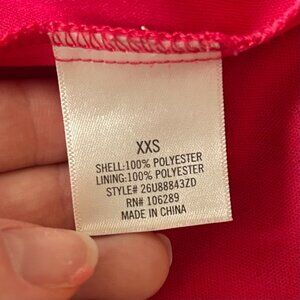 XXS
SHELL:100% POLYESTER
LINING:100% POLYESTER
STYLE# 26U88843ZD
RN# 106289
MADE IN CHINA